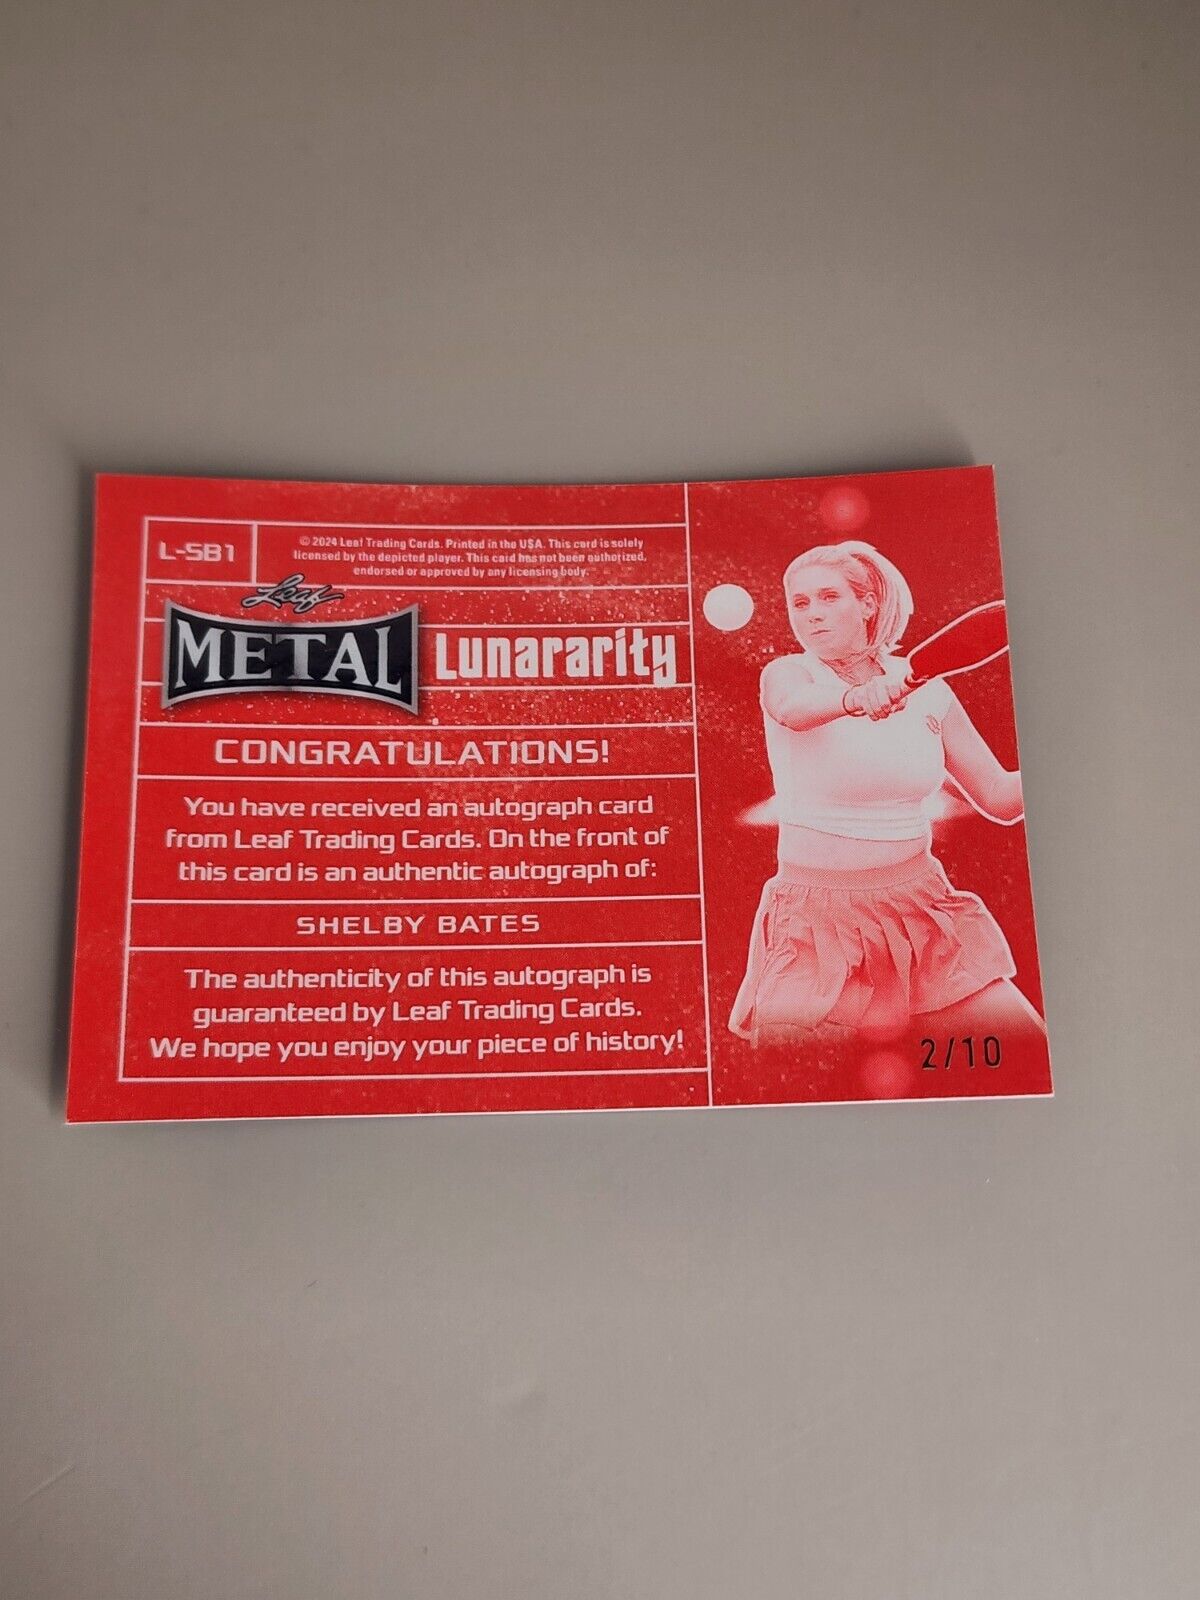 L-SB1
© 2024 Leaf Trading Cards. Printed in the USA. This card is solely
licensed by the depicted player. This card has not been authorized,
endorsed or approved by any licensing body.
Leaf
METAL
Lunararity
CONGRATULATIONS!
You have received an autograph card
from Leaf Trading Cards. On the front of
this card is an authentic autograph of:
SHELBY BATES
The authenticity of this autograph is
guaranteed by Leaf Trading Cards.
We hope you enjoy your piece of history!
2/10